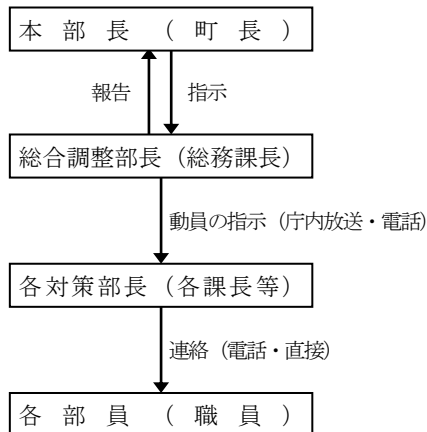 本部長（町長）
報告
指示
総合調整部長（総務課長）
動員の指示（庁内放送・電話）
各対策部長（各課長等）
連絡（電話・直接）
各部員（職員）